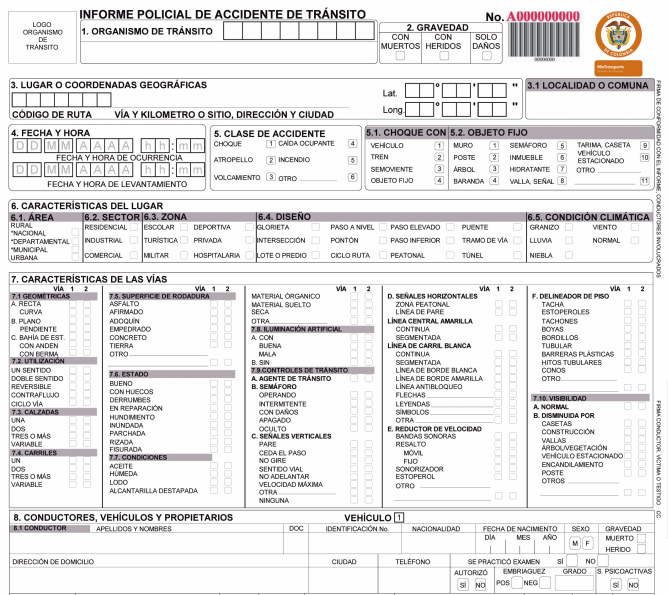 LOGO
ORGANISMO
DE
TRÁNSITO
INFORME POLICIAL DE ACCIDENTE DE TRÁNSITO
No. A000000000
1. ORGANISMO DE TRÁNSITO
2. GRAVEDAD
CON MUERTOS CON HERIDOS SOLO DAÑOS
REPÚBLICA DE COLOMBIA
MinTransporte
3. LUGAR O COORDENADAS GEOGRÁFICAS
Lat. ° ' "
Long. ° ' "
3.1 LOCALIDAD O COMUNA
CÓDIGO DE RUTA VÍA Y KILOMETRO O SITIO, DIRECCIÓN Y CIUDAD
4. FECHA Y HORA
D D M M A A A A h h : m m
FECHA Y HORA DE OCURRENCIA
D D M M A A A A h h : m m
FECHA Y HORA DE LEVANTAMIENTO
5. CLASE DE ACCIDENTE
CHOQUE 1 CAÍDA OCUPANTE 4
ATROPELLO 2 INCENDIO 5
VOLCAMIENTO 3 OTRO 6
5.1. CHOQUE CON
VEHÍCULO 1
TREN 2
SEMOVIENTE 3
OBJETO FIJO 4
5.2. OBJETO FIJO
MURO 1 SEMÁFORO 5 TARIMA, CASETA 9
POSTE 2 INMUEBLE 6 VEHÍCULO ESTACIONADO 10
ÁRBOL 3 HIDRATANTE 7 OTRO
BARANDA 4 VALLA, SEÑAL 8 11
6. CARACTERÍSTICAS DEL LUGAR
6.1. ÁREA
RURAL
*NACIONAL
*DEPARTAMENTAL
*MUNICIPAL
URBANA
6.2. SECTOR
RESIDENCIAL
INDUSTRIAL
COMERCIAL
6.3. ZONA
ESCOLAR DEPORTIVA
TURÍSTICA PRIVADA
MILITAR HOSPITALARIA
6.4. DISEÑO
GLORIETA PASO A NIVEL PASO ELEVADO PUENTE
INTERSECCIÓN PONTÓN PASO INFERIOR TRAMO DE VÍA
LOTE O PREDIO CICLO RUTA PEATONAL TÚNEL
6.5. CONDICIÓN CLIMÁTICA
GRANIZO VIENTO
LLUVIA NORMAL
NIEBLA
7. CARACTERÍSTICAS DE LAS VÍAS
VÍA 1 2
7.1 GEOMÉTRICAS
A. RECTA
CURVA
B. PLANO
PENDIENTE
C. BAHÍA DE EST.
CON ANDEN
CON BERMA
7.2. UTILIZACIÓN
UN SENTIDO
DOBLE SENTIDO
REVERSIBLE
CONTRAFLUJO
CICLO VÍA
7.3. CALZADAS
UNA
DOS
TRES O MÁS
VARIABLE
7.4. CARRILES
UN
DOS
TRES O MÁS
VARIABLE
VÍA 1 2
7.5. SUPERFICIE DE RODADURA
ASFALTO
AFIRMADO
ADOQUÍN
EMPEDRADO
CONCRETO
TIERRA
OTRO
7.6. ESTADO
BUENO
CON HUECOS
DERRUMBES
EN REPARACIÓN
HUNDIMIENTO
INUNDADA
PARCHADA
RIZADA
FISURADA
7.7. CONDICIONES
ACEITE
HÚMEDA
LODO
ALCANTARILLA DESTAPADA
VÍA 1 2
MATERIAL ÓRGANICO
MATERIAL SUELTO
SECA
OTRA
7.8. ILUMINACIÓN ARTIFICIAL
A. CON
BUENA
MALA
B. SIN
7.9.CONTROLES DE TRÁNSITO
A. AGENTE DE TRÁNSITO
B. SEMÁFORO
OPERANDO
INTERMITENTE
CON DAÑOS
APAGADO
OCULTO
C. SEÑALES VERTICALES
PARE
CEDA EL PASO
NO GIRE
SENTIDO VIAL
NO ADELANTAR
VELOCIDAD MÁXIMA
OTRA
NINGUNA
VÍA 1 2
D. SEÑALES HORIZONTALES
ZONA PEATONAL
LÍNEA DE PARE
LÍNEA CENTRAL AMARILLA
CONTINUA
SEGMENTADA
LÍNEA DE CARRIL BLANCA
CONTINUA
SEGMENTADA
LÍNEA DE BORDE BLANCA
LÍNEA DE BORDE AMARILLA
LÍNEA ANTIBLOQUEO
FLECHAS
LEYENDAS
SÍMBOLOS
OTRA
E. REDUCTOR DE VELOCIDAD
BANDAS SONORAS
RESALTO
MÓVIL
FIJO
SONORIZADOR
ESTOPEROL
OTRO
VÍA 1 2
F. DELINEADOR DE PISO
TACHA
ESTOPEROLES
TACHONES
BOYAS
BORDILLOS
TUBULAR
BARRERAS PLÁSTICAS
HITOS TUBULARES
CONOS
OTRO
7.10. VISIBILIDAD
A. NORMAL
B. DISMINUIDA POR
CASETAS
CONSTRUCCIÓN
VALLAS
ÁRBOL/VEGETACIÓN
VEHÍCULO ESTACIONADO
ENCANDILAMIENTO
POSTE
OTROS
8. CONDUCTORES, VEHÍCULOS Y PROPIETARIOS VEHÍCULO 1
8.1 CONDUCTOR APELLIDOS Y NOMBRES DOC IDENTIFICACIÓN No. NACIONALIDAD FECHA DE NACIMIENTO SEXO GRAVEDAD
DÍA MES AÑO M F MUERTO
HERIDO
DIRECCIÓN DE DOMICILIO CIUDAD TELÉFONO SE PRACTICÓ EXAMEN SÍ NO
AUTORIZÓ EMBRIAGUEZ GRADO S. PSICOACTIVAS
SÍ NO POS NEG SÍ NO
FIRMA DE CONFORMIDAD CON EL INFORME, CONDUCTORES INVOLUCRADOS
FIRMA CONDUCTOR, VÍCTIMA O TESTIGO CC